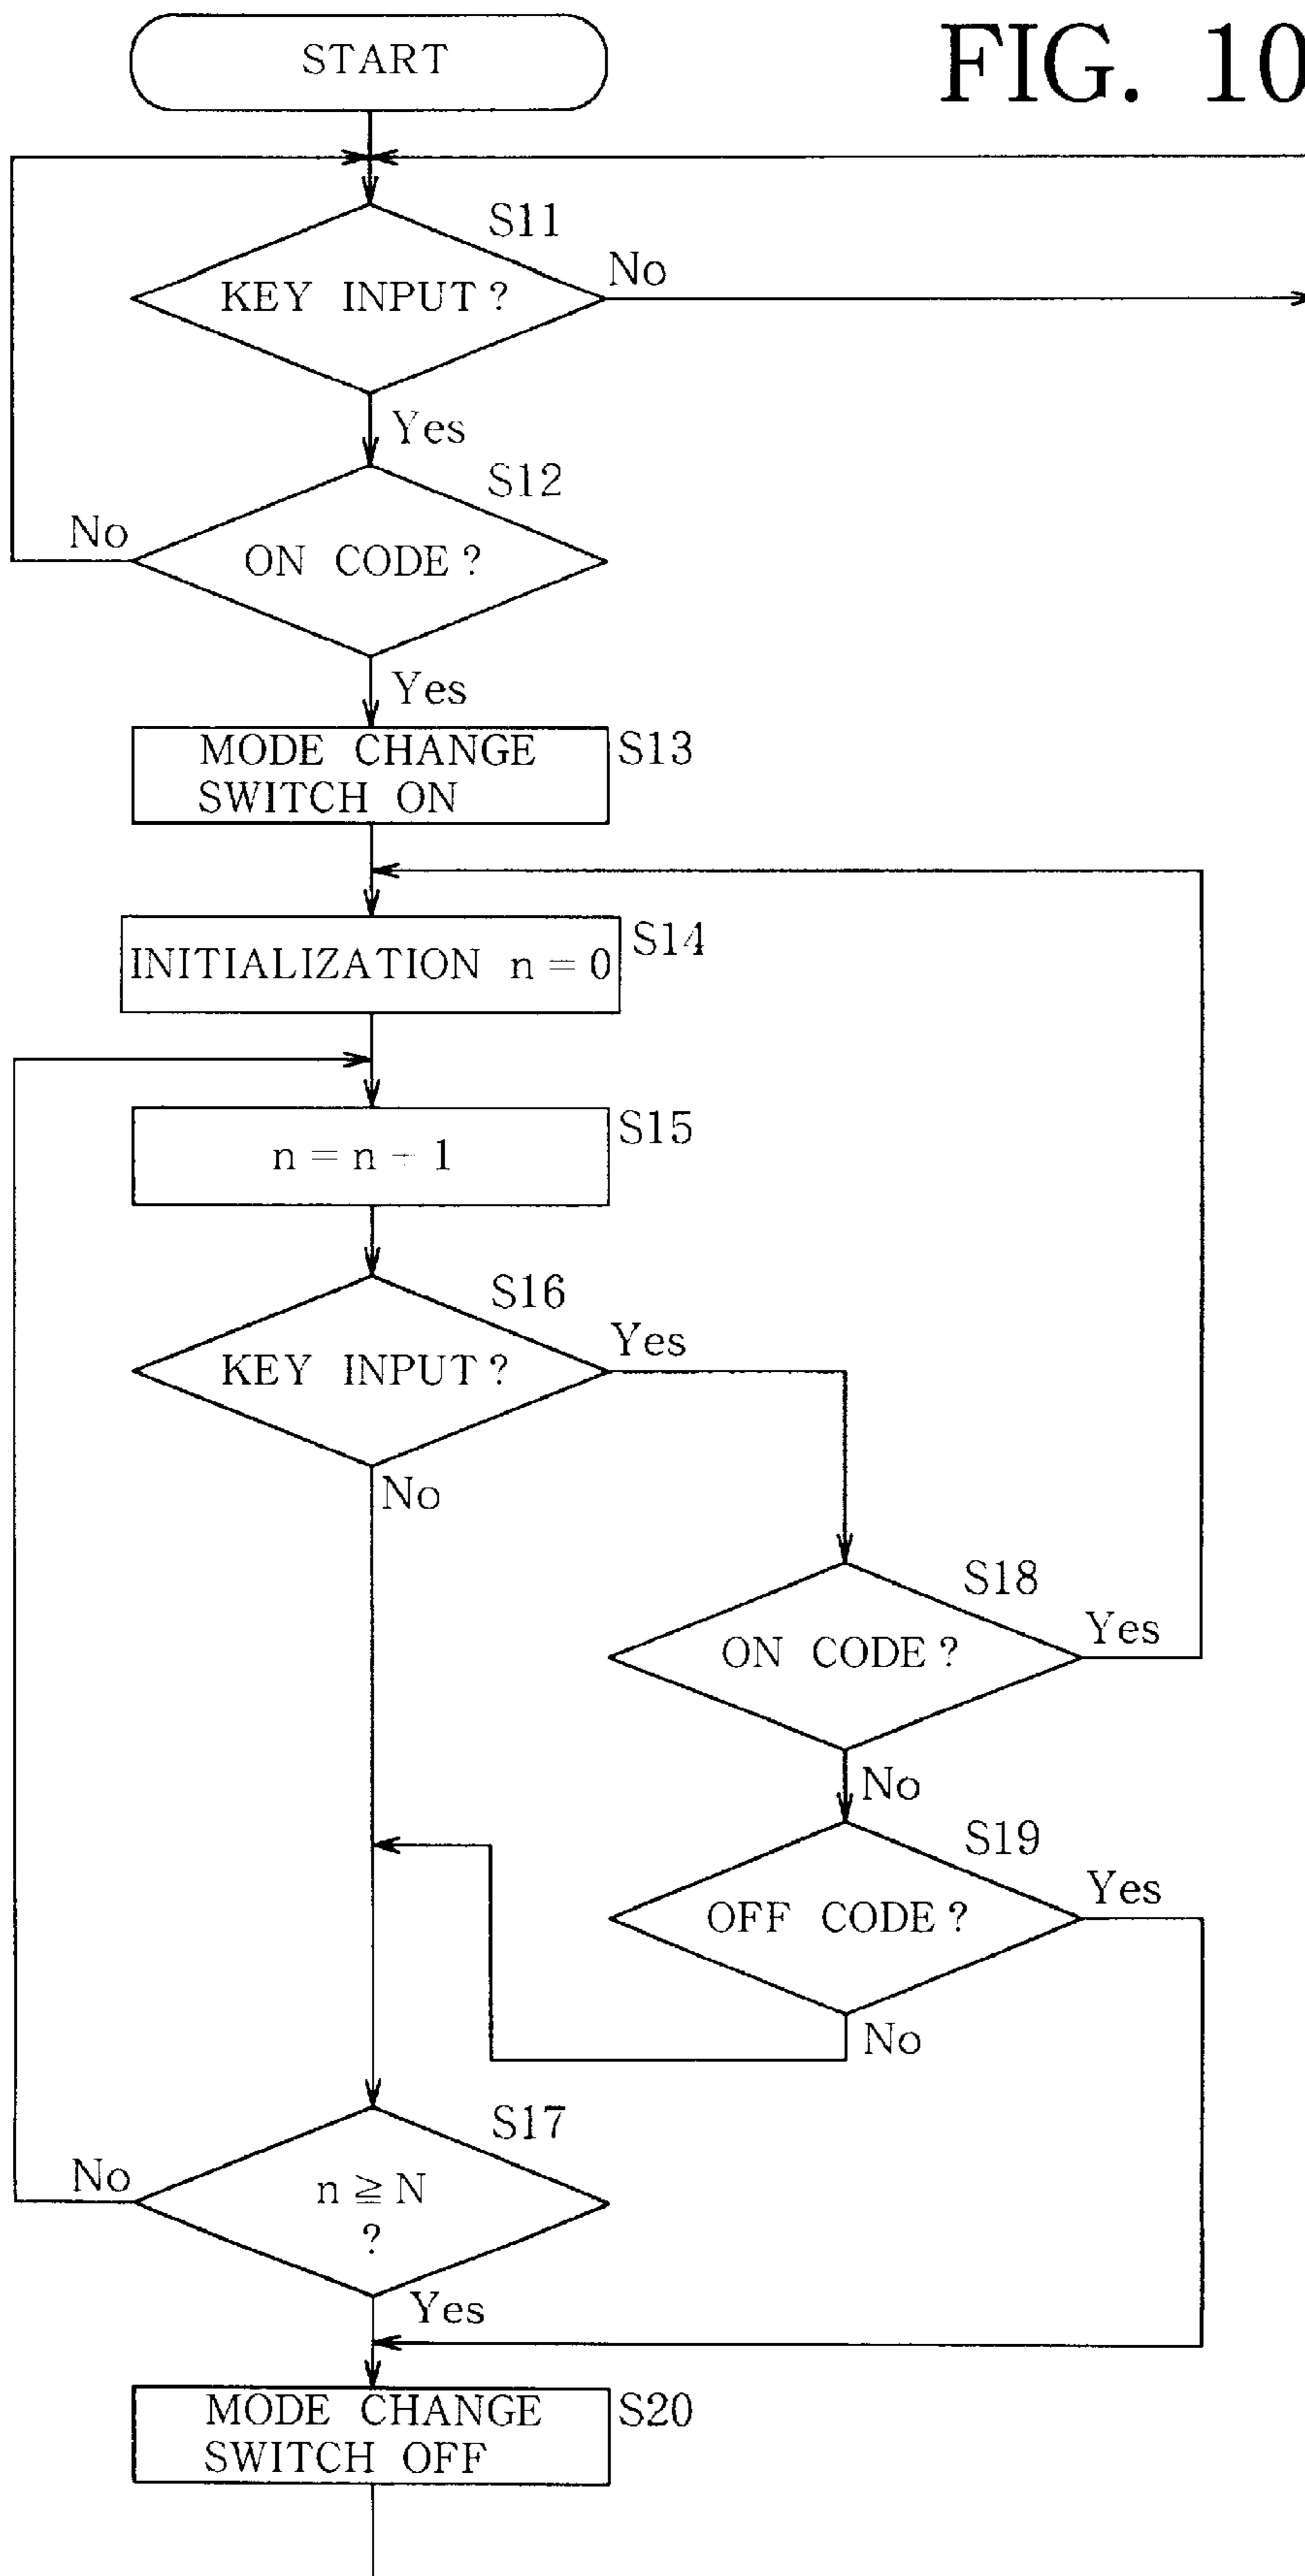 FIG. 10
START
S11
KEY INPUT?
No
Yes
S12
No
ON CODE?
Yes
MODE CHANGE
SWITCH ON
S13
INITIALIZATION n = 0
S14
n = n + 1
S15
S16
KEY INPUT?
Yes
No
S18
ON CODE?
Yes
No
S19
OFF CODE?
Yes
No
S17
No
n ≧ N
?
Yes
MODE CHANGE
SWITCH OFF
S20